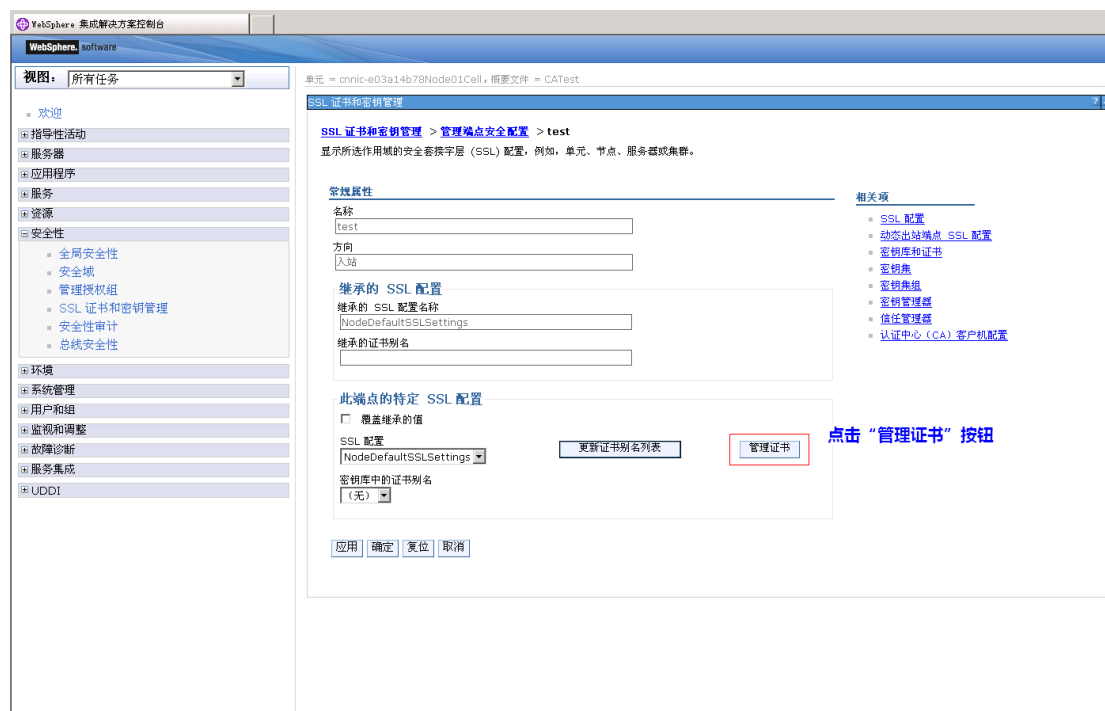 WebSphere 集成解决方案控制台
WebSphere. software
视图： 所有任务
单元 = cnnic-e03a14b78Node01Cell，概要文件 = CATest
欢迎
指导性活动
服务器
应用程序
服务
资源
安全性
全局安全性
安全域
管理授权组
SSL 证书和密钥管理
安全性审计
总线安全性
环境
系统管理
用户和组
监视和调整
故障诊断
服务集成
UDDI
SSL 证书和密钥管理 ?
SSL 证书和密钥管理 > 管理端点安全配置 > test
显示所选作用域的安全套接字层 (SSL) 配置，例如，单元、节点、服务器或集群。
常规属性
名称
test
方向
入站
继承的 SSL 配置
继承的 SSL 配置名称
NodeDefaultSSLSettings
继承的证书别名
此端点的特定 SSL 配置
覆盖继承的值
SSL 配置
NodeDefaultSSLSettings 更新证书别名列表 管理证书
点击“管理证书”按钮
密钥库中的证书别名
（无）
应用 确定 复位 取消
相关项
SSL 配置
动态出站端点 SSL 配置
密钥库和证书
密钥集
密钥集组
密钥管理器
信任管理器
认证中心（CA）客户机配置